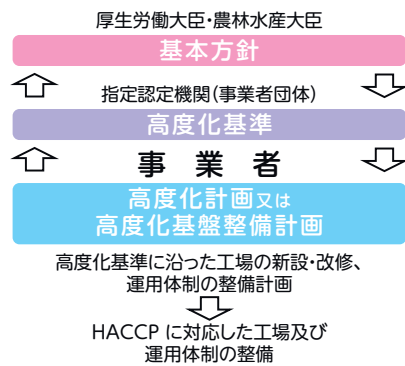 厚生労働大臣・農林水産大臣
基本方針
指定認定機関(事業者団体)
高度化基準
事業者
高度化計画又は
高度化基盤整備計画
高度化基準に沿った工場の新設・改修、
運用体制の整備計画
HACCP に対応した工場及び
運用体制の整備